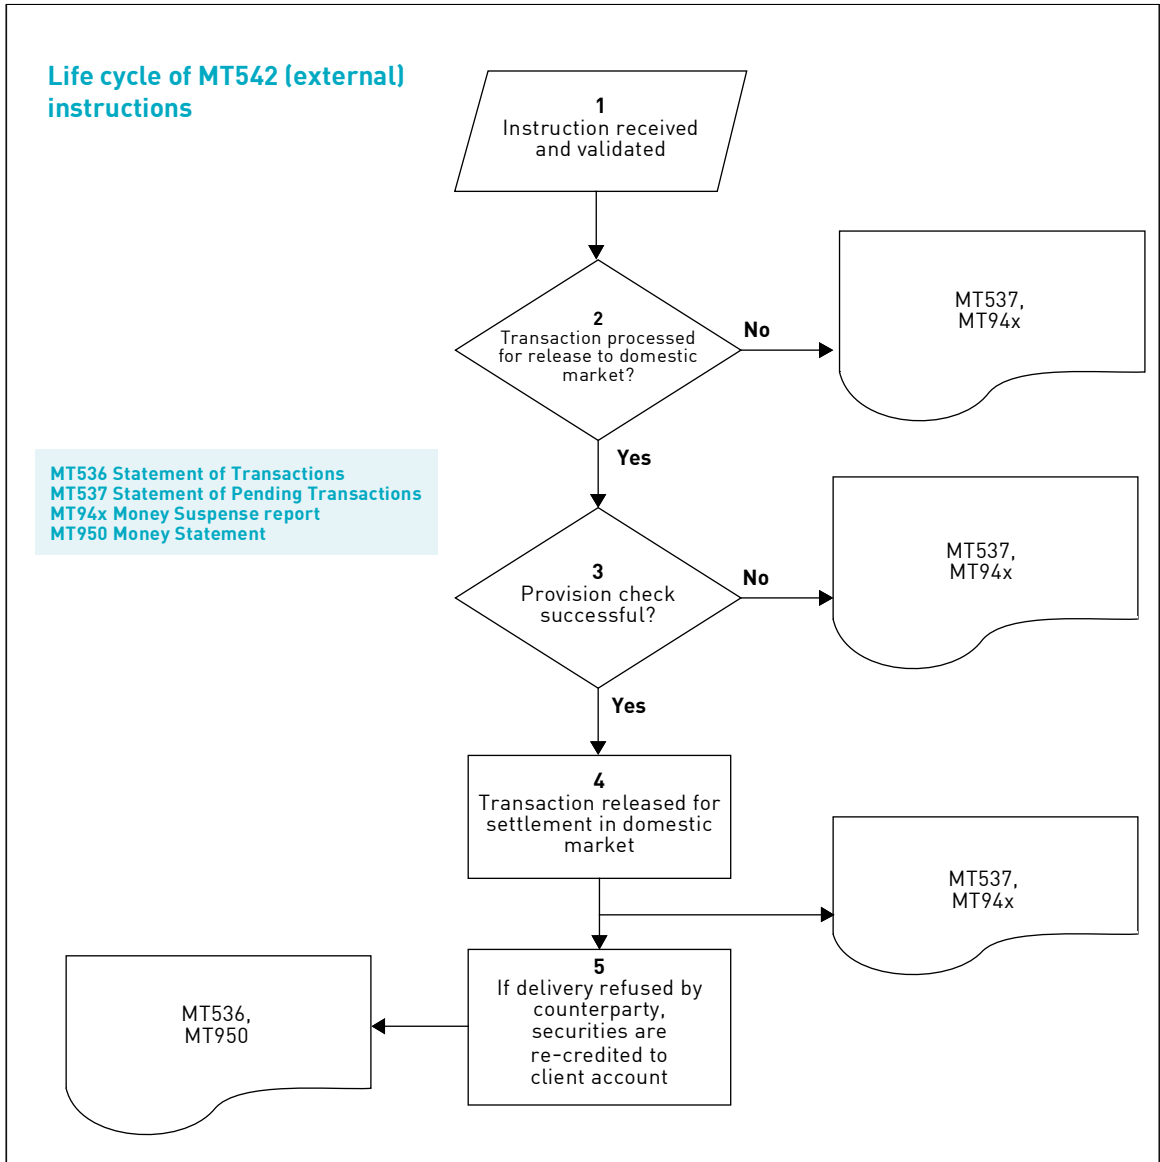 Life cycle of MT542 (external)
instructions
1
Instruction received
and validated
2
Transaction processed
for release to domestic
market?
No
MT537,
MT94x
Yes
MT536 Statement of Transactions
MT537 Statement of Pending Transactions
MT94x Money Suspense report
MT950 Money Statement
3
Provision check
successful?
No
MT537,
MT94x
Yes
4
Transaction released for
settlement in domestic
market
MT537,
MT94x
5
If delivery refused by
counterparty,
securities are
re-credited to
client account
MT536,
MT950